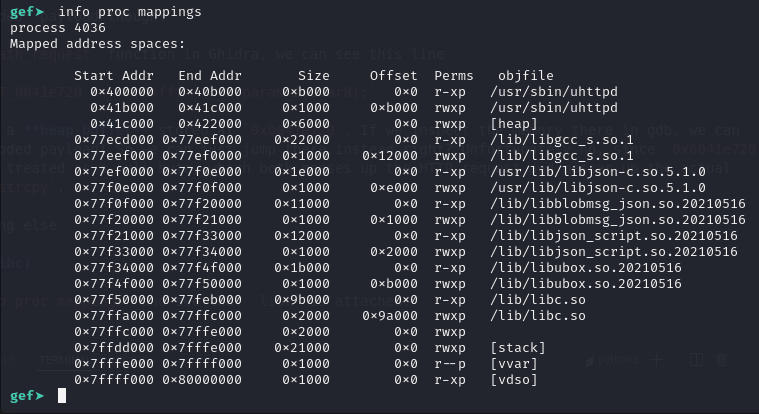 gef➤  info proc mappings
process 4036
Mapped address spaces:
Start Addr   End Addr       Size     Offset  Perms   objfile
0x400000   0x40b000     0xb000        0x0  r-xp   /usr/sbin/uhttpd
0x41b000   0x41c000     0x1000     0xb000  rwxp   /usr/sbin/uhttpd
0x41c000   0x422000     0x6000        0x0  rwxp   [heap]
0x77ecd000 0x77eef000    0x22000        0x0  r-xp   /lib/libgcc_s.so.1
0x77eef000 0x77ef0000     0x1000    0x12000  rwxp   /lib/libgcc_s.so.1
0x77ef0000 0x77f0e000    0x1e000        0x0  r-xp   /usr/lib/libjson-c.so.5.1.0
0x77f0e000 0x77f0f000     0x1000     0xe000  rwxp   /usr/lib/libjson-c.so.5.1.0
0x77f0f000 0x77f20000    0x11000        0x0  r-xp   /lib/libblobmsg_json.so.20210516
0x77f20000 0x77f21000     0x1000     0x1000  rwxp   /lib/libblobmsg_json.so.20210516
0x77f21000 0x77f33000    0x12000        0x0  r-xp   /lib/libjson_script.so.20210516
0x77f33000 0x77f34000     0x1000     0x2000  rwxp   /lib/libjson_script.so.20210516
0x77f34000 0x77f4f000    0x1b000        0x0  r-xp   /lib/libubox.so.20210516
0x77f4f000 0x77f50000     0x1000     0xb000  rwxp   /lib/libubox.so.20210516
0x77f50000 0x77feb000    0x9b000        0x0  r-xp   /lib/libc.so
0x77ffa000 0x77ffc000     0x2000    0x9a000  rwxp   /lib/libc.so
0x77ffc000 0x77ffe000     0x2000        0x0  rwxp
0x7ffdd000 0x7fffe000    0x21000        0x0  rwxp   [stack]
0x7fffe000 0x7ffff000     0x1000        0x0  r--p   [vvar]
0x7ffff000 0x80000000     0x1000        0x0  r-xp   [vdso]
gef➤